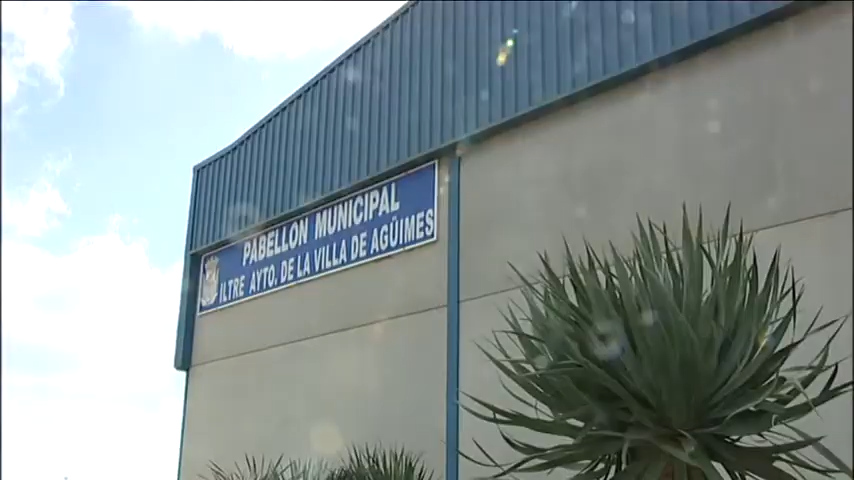 PABELLON MUNICIPAL
ILTRE AYTO. DE LA VILLA DE AGÜIMES